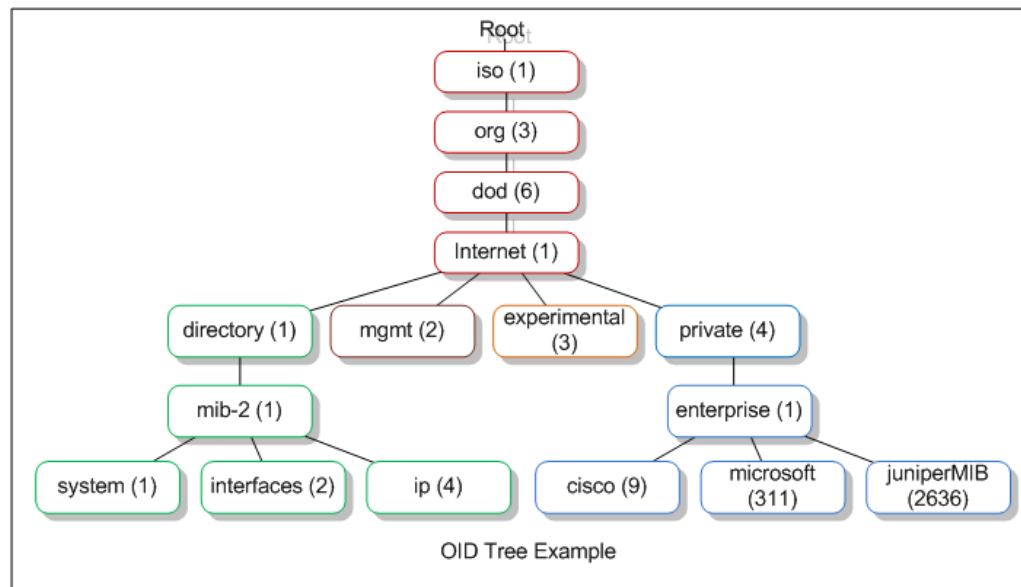 Root
iso (1)
org (3)
dod (6)
Internet (1)
directory (1)
mgmt (2)
experimental
(3)
private (4)
mib-2 (1)
enterprise (1)
system (1)
interfaces (2)
ip (4)
cisco (9)
microsoft
(311)
juniperMIB
(2636)
OID Tree Example